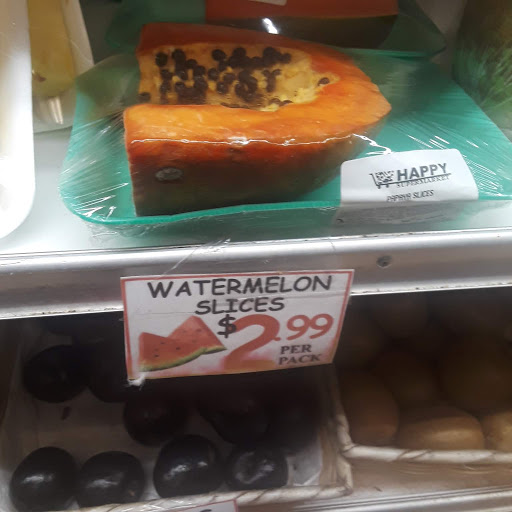 HAPPY
SUPERMARKET
PAPAYA SLICES
WATERMELON
SLICES
$2.99
PER
PACK